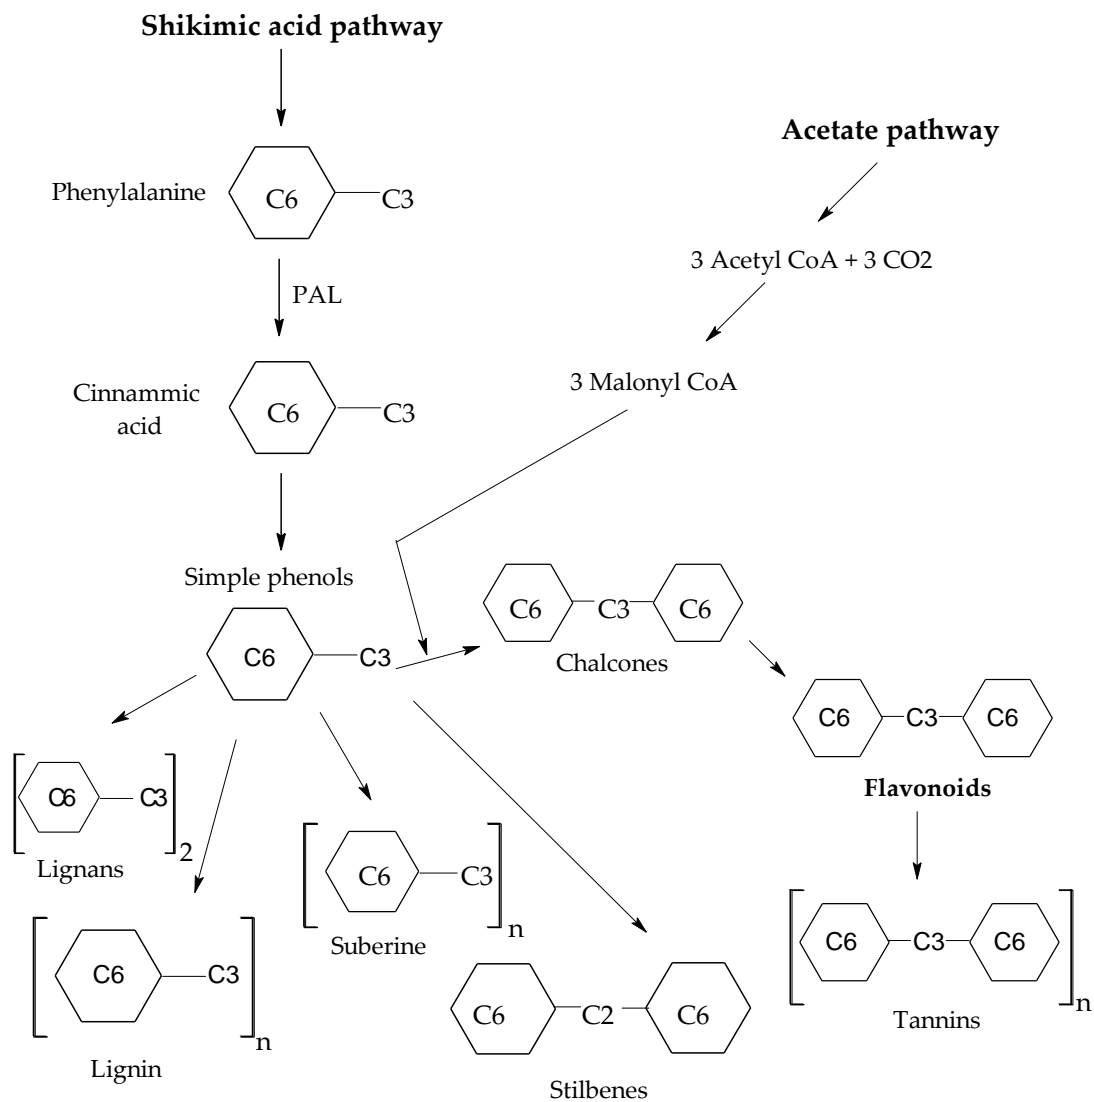 Shikimic acid pathway
Acetate pathway
Phenylalanine
C6
C3
3 Acetyl CoA + 3 CO2
PAL
3 Malonyl CoA
Cinnammic
acid
C6
C3
Simple phenols
C6
C3
C6
C3
C6
Chalcones
C6
C3
C6
Flavonoids
C6
C3
2
Lignans
C6
C3
n
Suberine
C6
C3
C6
n
Tannins
C6
C3
n
Lignin
C6
C2
C6
Stilbenes